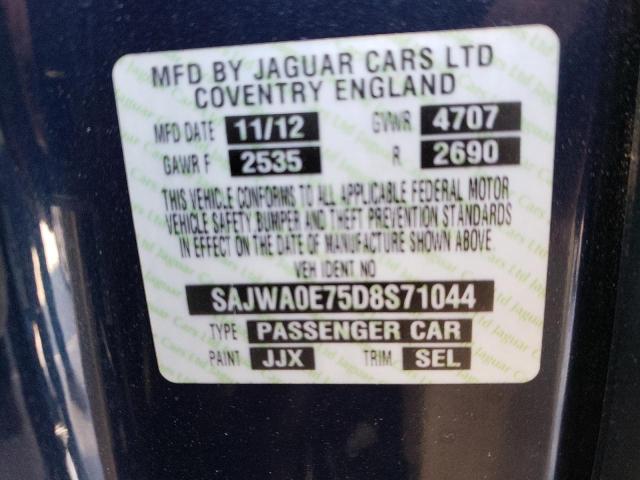 MFD BY JAGUAR CARS LTD
COVENTRY ENGLAND
MFD DATE 11/12 GVWR 4707
GAWR F 2535 R 2690
THIS VEHICLE CONFORMS TO ALL APPLICABLE FEDERAL MOTOR
VEHICLE SAFETY, BUMPER AND THEFT PREVENTION STANDARDS
IN EFFECT ON THE DATE OF MANUFACTURE SHOWN ABOVE.
VEH IDENT NO
SAJWA0E75D8S71044
TYPE PASSENGER CAR
PAINT JJX TRIM SEL